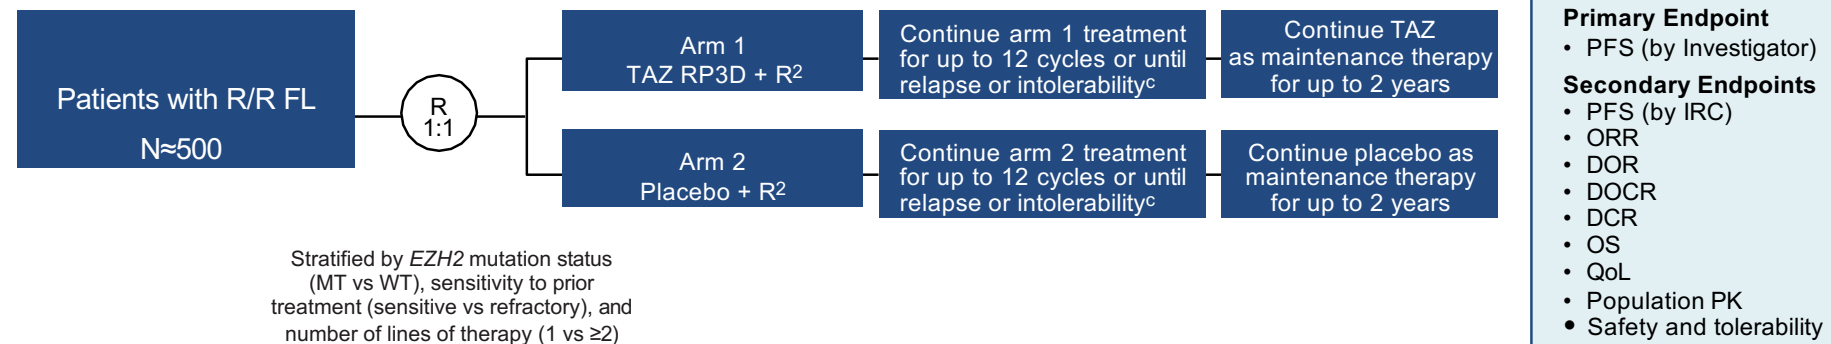 Patients with R/R FL
N≈500
R
1:1
Arm 1
TAZ RP3D + R²
Continue arm 1 treatment
for up to 12 cycles or until
relapse or intolerabilityᶜ
Continue TAZ
as maintenance therapy
for up to 2 years
Arm 2
Placebo + R²
Continue arm 2 treatment
for up to 12 cycles or until
relapse or intolerabilityᶜ
Continue placebo as
maintenance therapy
for up to 2 years
Stratified by EZH2 mutation status
(MT vs WT), sensitivity to prior
treatment (sensitive vs refractory), and
number of lines of therapy (1 vs ≥2)
Primary Endpoint
• PFS (by Investigator)
Secondary Endpoints
• PFS (by IRC)
• ORR
• DOR
• DOCR
• DCR
• OS
• QoL
• Population PK
• Safety and tolerability